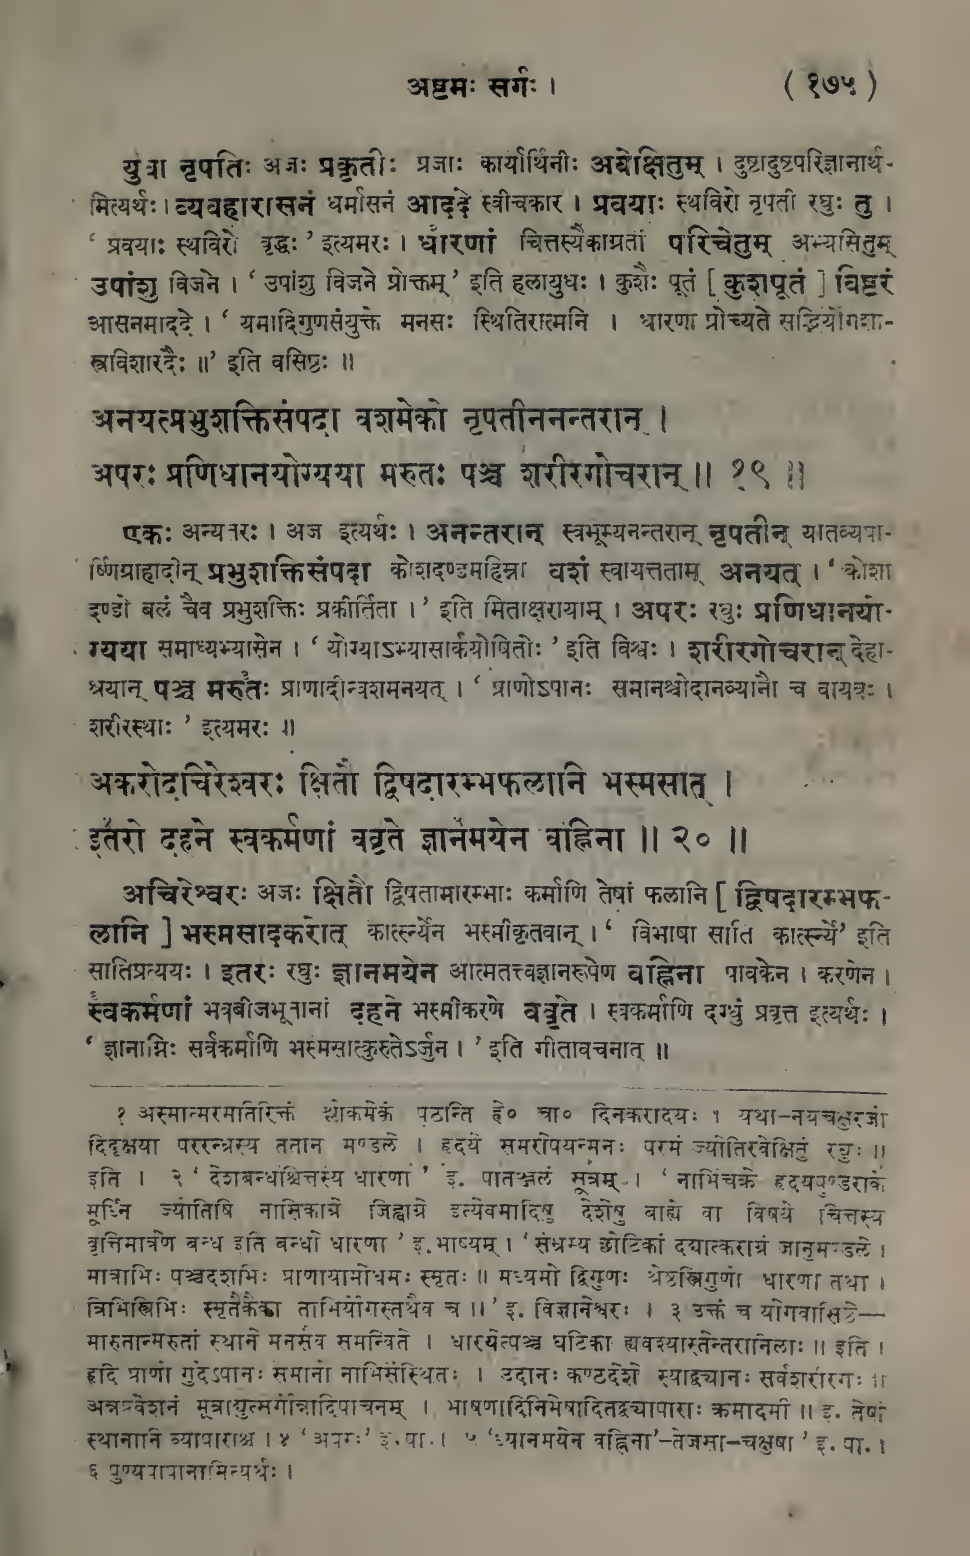 अष्टमः सर्गः । ( १७५ )
युवा नृपतिः अजः प्रकृतीः प्रजाः कार्यार्थिनीः अवेक्षितुम् । दुष्टादुष्टपरिज्ञानार्थ-
मित्यर्थः । व्यवहारासनं धर्मासनं आददे स्वीचकार । प्रवयाः स्थविरो नृपती रघुः तु ।
‘ प्रवयाः स्थविरो वृद्धः ’ इत्यमरः । धारणां चित्तस्यैकाग्रतां परिचेतुम् अभ्यसितुम्
उपांशु विजने । ‘ उपांशु विजने प्रोक्तम् ’ इति हलायुधः । कुशैः पूतं [ कुशपूतं ] विष्टरं
आसनमाददे । ‘ यमादिगुणसंयुक्ते मनसः स्थितिरात्मनि । धारणा प्रोच्यते सद्भिर्योगशा-
स्त्रविशारदैः ॥’ इति वसिष्ठः ॥
अनयत्प्रभुशक्तिसंपदा वशमेको नृपतीननन्तरान् ।
अपरः प्रणिधानयोग्यया मरुतः पञ्च शरीरगोचरान् ॥ १९ ॥
एकः अन्यतरः । अज इत्यर्थः । अनन्तरान् स्वभूम्यनन्तरान् नृपतीन् यातव्यपा-
र्ष्णिग्राहादीन् प्रभुशक्तिसंपदा कोशदण्डमहिम्ना वशं स्वायत्तताम् अनयत् । ‘ कोशा
दण्डो बलं चैव प्रभुशक्तिः प्रकीर्तिता ।’ इति मिताक्षरायाम् । अपरः रघुः प्रणिधानयो-
ग्यया समाध्यभ्यासेन । ‘ योग्याऽभ्यासार्कयोषितोः ’ इति विश्वः । शरीरगोचरान् देहा-
श्रयान् पञ्च मरुतः प्राणादीन्वशमनयत् । ‘ प्राणोऽपानः समानश्चोदानव्यानौ च वायवः ।
शरीरस्थाः ’ इत्यमरः ॥
अकरोदचिरेश्वरः क्षितौ द्विषदारम्भफलानि भस्मसात् ।
इतरो दहने स्वकर्मणां ववृते ज्ञानमयेन वह्निना ॥ २० ॥
अचिरेश्वरः अजः क्षितौ द्विषतामारम्भाः कर्माणि तेषां फलानि [ द्विषदारम्भफ-
लानि ] भस्मसादकरोत् कार्त्स्न्येन भस्मीकृतवान् । ‘ विभाषा साति कार्त्स्न्ये’ इति
सातिप्रत्ययः । इतरः रघुः ज्ञानमयेन आत्मतत्त्वज्ञानरूपेण वह्निना पावकेन । करणेन ।
स्वकर्मणां भवबीजभूतानां दहने भस्मीकरणे ववृते । स्वकर्माणि दग्धुं प्रवृत्त इत्यर्थः ।
‘ ज्ञानाग्निः सर्वकर्माणि भस्मसात्कुरुतेऽर्जुन । ’ इति गीतावचनात् ॥
१ अस्मात्परमतिरिक्तं श्लोकमेकं पठन्ति हे० चा० दिनकरादयः । यथा–नयचक्षुरजो
दिदृक्षया पररन्ध्रस्य ततान मण्डले । हृदये समरोपयन्मनः परमं ज्योतिरवेक्षितुं रघुः ॥
इति । २ ‘ देशबन्धश्चित्तस्य धारणा ’ इ. पातञ्जलं सूत्रम् । ‘ नाभिचक्रे हृदयपुण्डरीके
मूर्ध्नि ज्योतिषि नासिकाग्रे जिह्वाग्रे इत्येवमादिषु देशेषु बाह्ये वा विषये चित्तस्य
वृत्तिमात्रेण बन्ध इति बन्धो धारणा ’ इ. भाष्यम् । ‘संभ्रम्य छोटिकां दद्यात्कराग्रं जानुमण्डले ।
मात्राभिः पञ्चदशभिः प्राणायामोधमः स्मृतः ॥ मध्यमो द्विगुणः श्रेष्ठस्त्रिगुणो धारणा तथा ।
त्रिभिस्त्रिभिः स्मृतैकैका ताभिर्योगस्तथैव च ॥’ इ. विज्ञानेश्वरः । ३ उक्तं च योगवासिष्ठे—
मारुतान्मरुतां स्थाने मनसैव समन्विते । धारयेत्पञ्च घटिका ह्यवश्यास्तेन्तरानिलाः ॥ इति ।
हृदि प्राणो गुदेऽपानः समानो नाभिसंस्थितः । उदानः कण्ठदेशे स्याद्व्यानः सर्वशरीरगः ॥
अन्नप्रवेशनं मूत्राद्युत्सर्गोन्नादिपाचनम् । भाषणादिनिमेषादितद्व्यापाराः क्रमादमी ॥ इ. तेषां
स्थानानि व्यापाराश्च । ४ ‘ अपरः’ इ. पा. । ५ ‘ध्यानमयेन वह्निना’–तेजसा–चक्षुषा ’ इ. पा. ।
६ पुण्यपापानामित्यर्थः ।